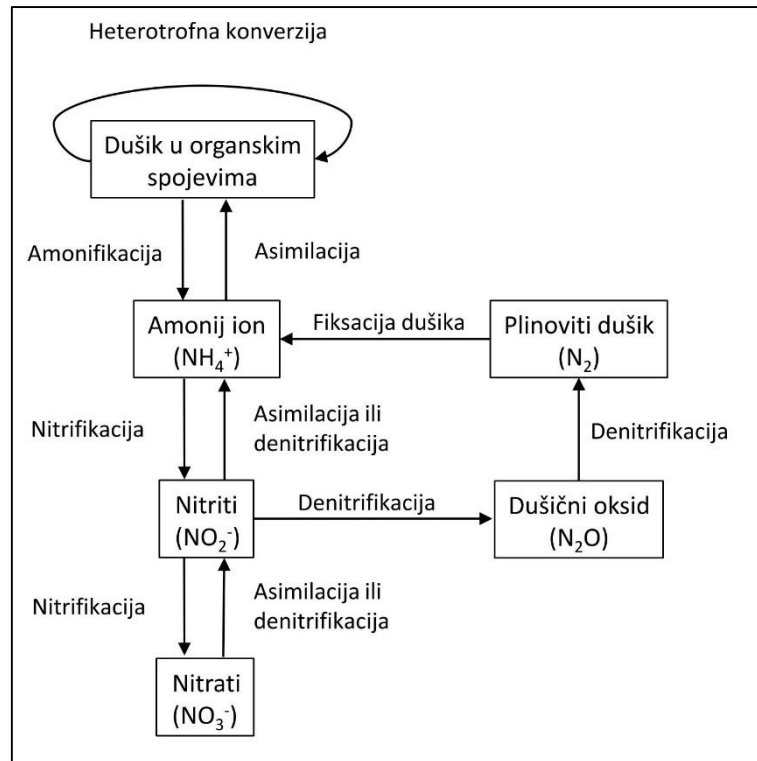 Heterotrofna konverzija
Dušik u organskim
spojevima
Amonifikacija
Asimilacija
Amonij ion
(NH₄⁺)
Fiksacija dušika
Plinoviti dušik
(N₂)
Nitrifikacija
Asimilacija ili
denitrifikacija
Denitrifikacija
Nitriti
(NO₂⁻)
Denitrifikacija
Dušični oksid
(N₂O)
Nitrifikacija
Asimilacija ili
denitrifikacija
Nitrati
(NO₃⁻)